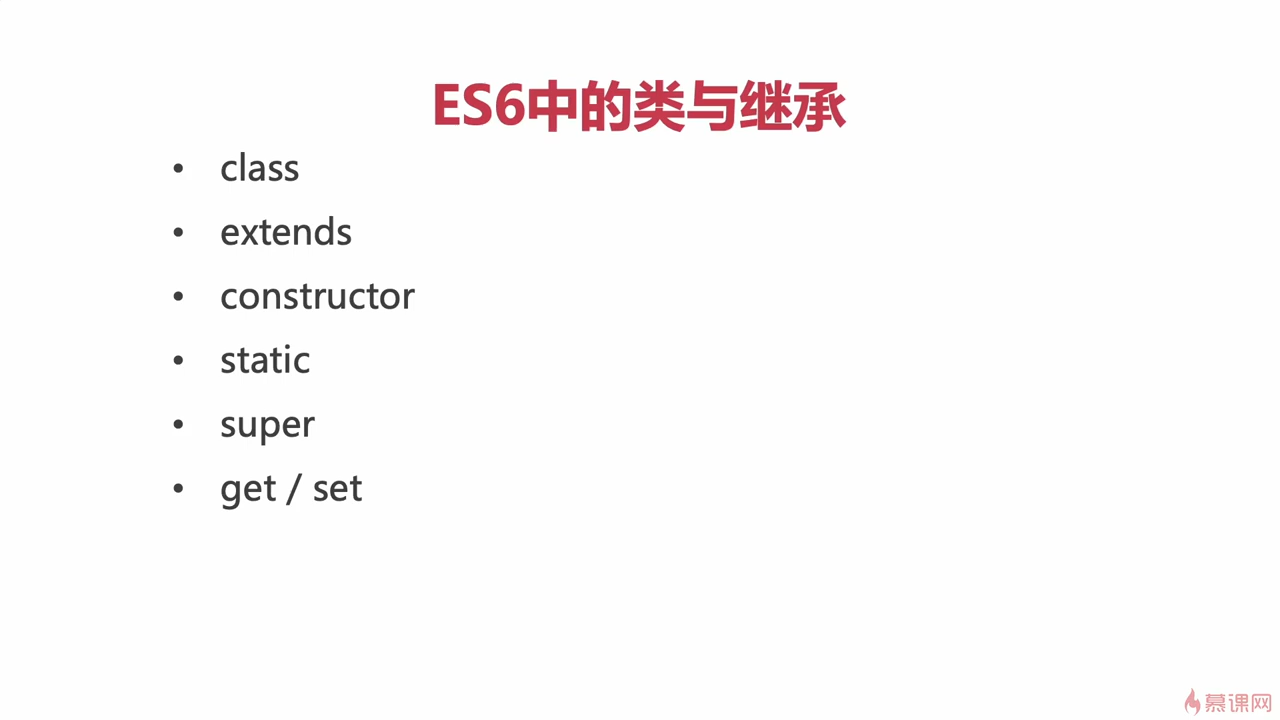 ES6中的类与继承
• class
• extends
• constructor
• static
• super
• get / set
慕课网